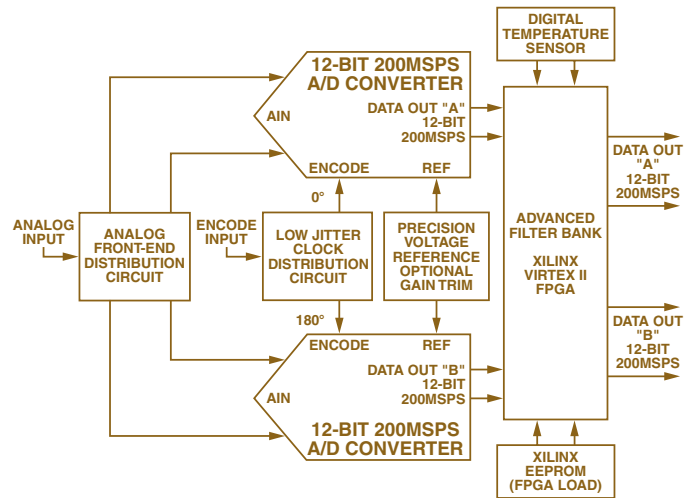 DIGITAL
TEMPERATURE
SENSOR
12-BIT 200MSPS
A/D CONVERTER
AIN
DATA OUT "A"
12-BIT
200MSPS
ENCODE
REF
0°
ANALOG
INPUT
ANALOG
FRONT-END
DISTRIBUTION
CIRCUIT
ENCODE
INPUT
LOW JITTER
CLOCK
DISTRIBUTION
CIRCUIT
PRECISION
VOLTAGE
REFERENCE
OPTIONAL
GAIN TRIM
ADVANCED
FILTER BANK
XILINX
VIRTEX II
FPGA
DATA OUT
"A"
12-BIT
200MSPS
DATA OUT
"B"
12-BIT
200MSPS
180°
ENCODE
REF
DATA OUT "B"
12-BIT
200MSPS
AIN
12-BIT 200MSPS
A/D CONVERTER
XILINX
EEPROM
(FPGA LOAD)